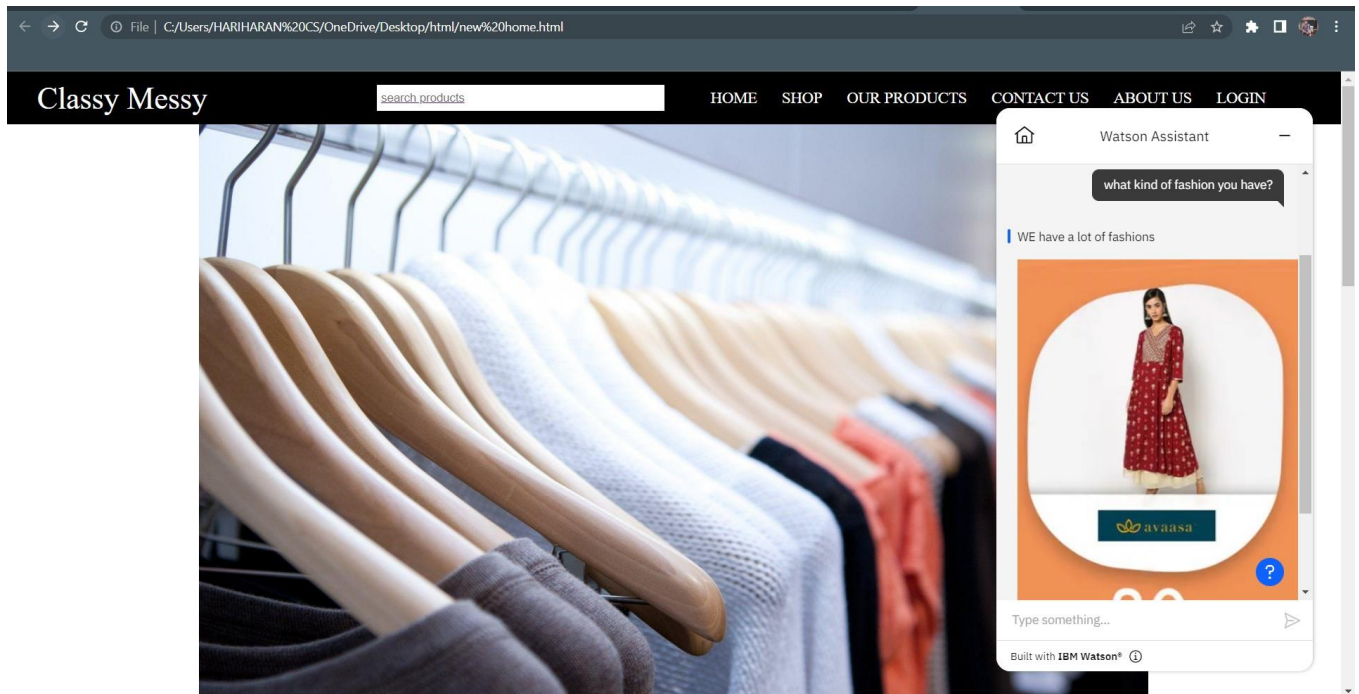 File | C:/Users/HARIHARAN%20CS/OneDrive/Desktop/html/new%20home.html
Classy Messy
search products
HOME SHOP OUR PRODUCTS CONTACT US ABOUT US LOGIN
Watson Assistant
what kind of fashion you have?
WE have a lot of fashions
avaasa
?
Type something...
Built with IBM Watson®